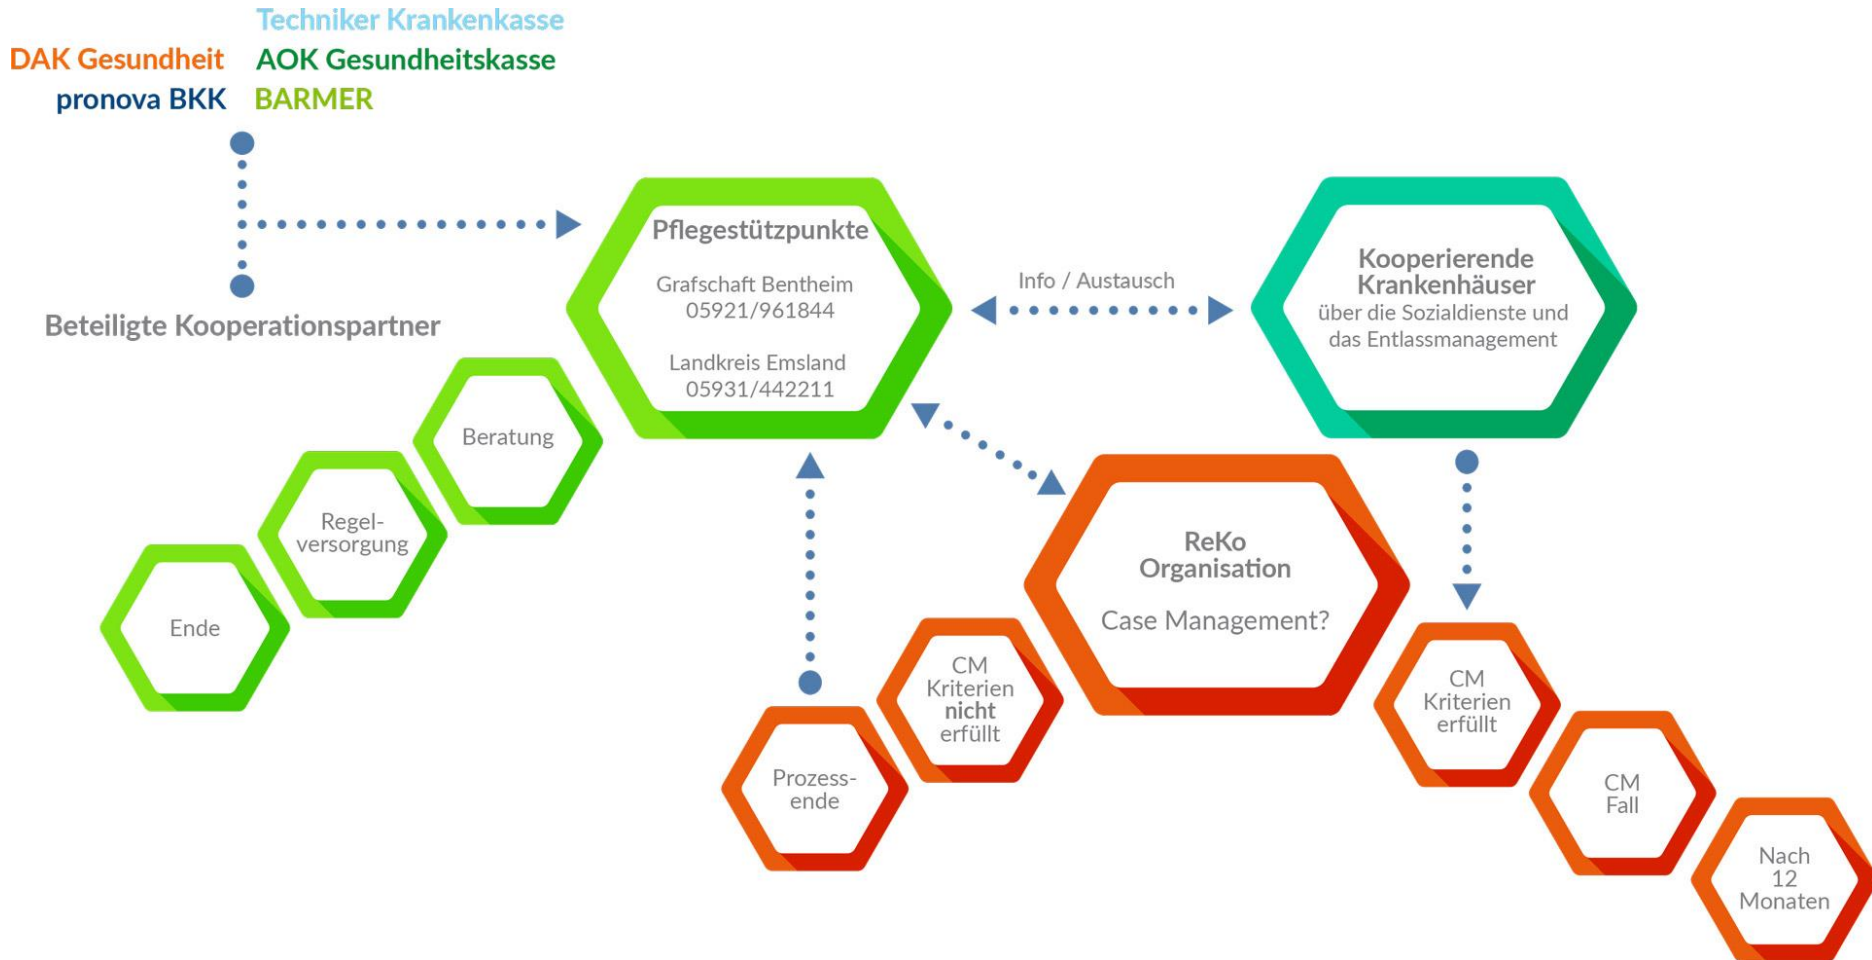 Techniker Krankenkasse
DAK Gesundheit
AOK Gesundheitskasse
pronova BKK
BARMER
Beteiligte Kooperationspartner
Pflegestützpunkte
Grafschaft Bentheim
05921/961844
Landkreis Emsland
05931/442211
Info / Austausch
Kooperierende
Krankenhäuser
über die Sozialdienste und
das Entlassmanagement
Beratung
Regel-
versorgung
Ende
ReKo
Organisation
Case Management?
CM
Kriterien
nicht
erfüllt
Prozess-
ende
CM
Kriterien
erfüllt
CM
Fall
Nach
12
Monaten